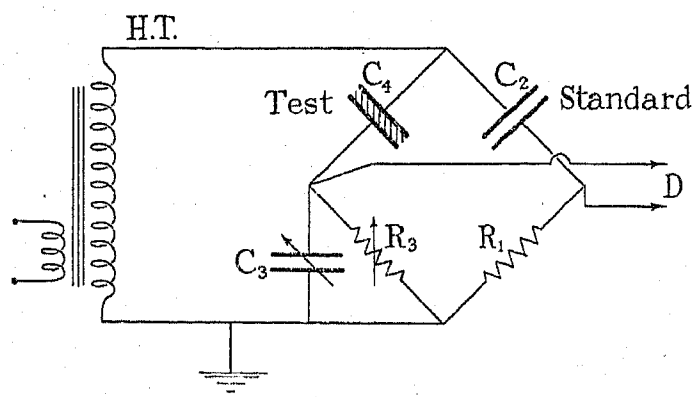 H.T.
C₄
C₂
Test
Standard
D
C₃
R₃
R₁